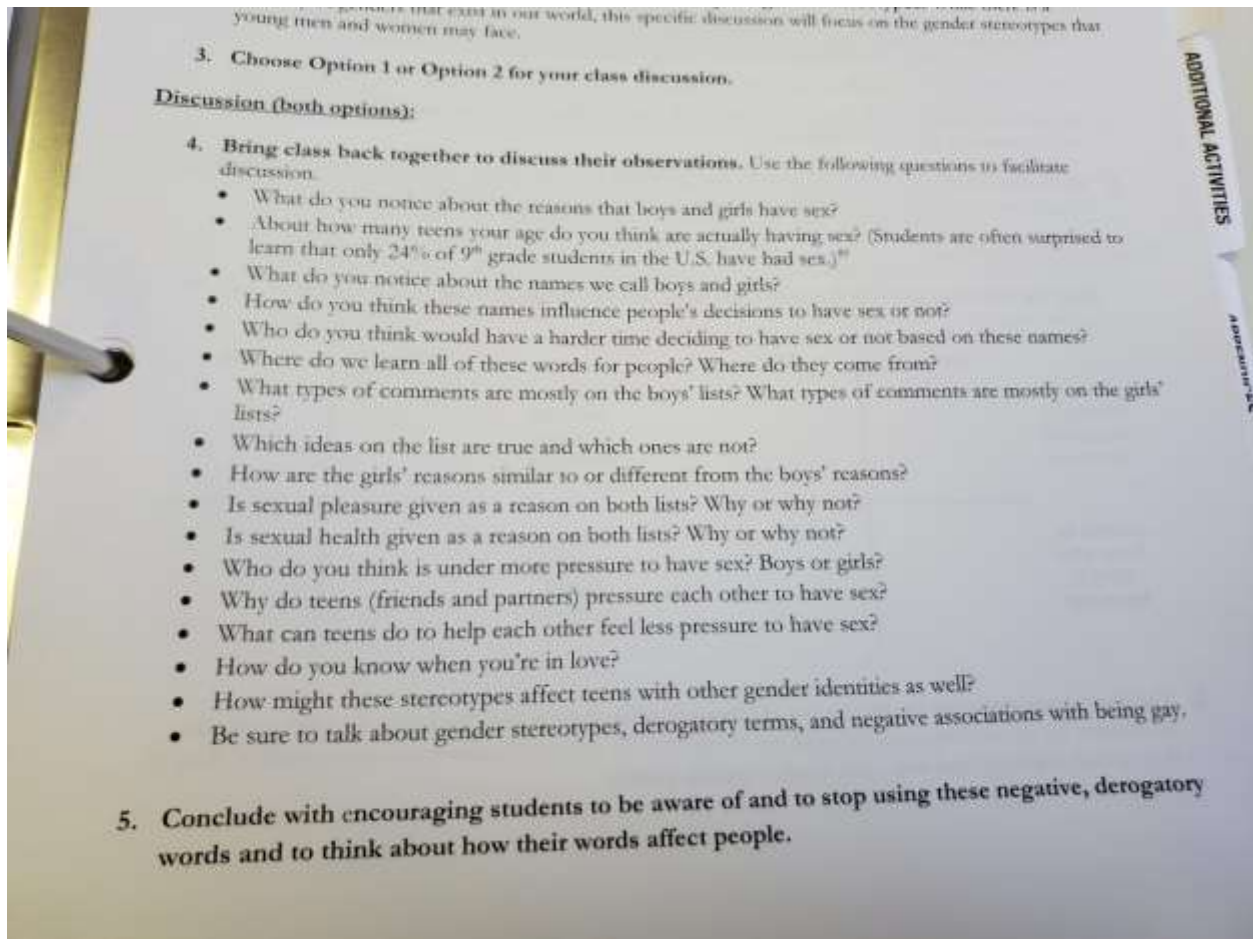 that exist in our world, this specific discussion will focus on the gender stereotypes that
young men and women may face.
3. Choose Option 1 or Option 2 for your class discussion.
Discussion (both options):
4. Bring class back together to discuss their observations. Use the following questions to facilitate
discussion.
• What do you notice about the reasons that boys and girls have sex?
• About how many teens your age do you think are actually having sex? (Students are often surprised to
learn that only 24% of 9th grade students in the U.S. have had sex.)
• What do you notice about the names we call boys and girls?
• How do you think these names influence people's decisions to have sex or not?
• Who do you think would have a harder time deciding to have sex or not based on these names?
• Where do we learn all of these words for people? Where do they come from?
• What types of comments are mostly on the boys' lists? What types of comments are mostly on the girls'
lists?
• Which ideas on the list are true and which ones are not?
• How are the girls' reasons similar to or different from the boys' reasons?
• Is sexual pleasure given as a reason on both lists? Why or why not?
• Is sexual health given as a reason on both lists? Why or why not?
• Who do you think is under more pressure to have sex? Boys or girls?
• Why do teens (friends and partners) pressure each other to have sex?
• What can teens do to help each other feel less pressure to have sex?
• How do you know when you're in love?
• How might these stereotypes affect teens with other gender identities as well?
• Be sure to talk about gender stereotypes, derogatory terms, and negative associations with being gay.
5. Conclude with encouraging students to be aware of and to stop using these negative, derogatory
words and to think about how their words affect people.
ADDITIONAL ACTIVITIES